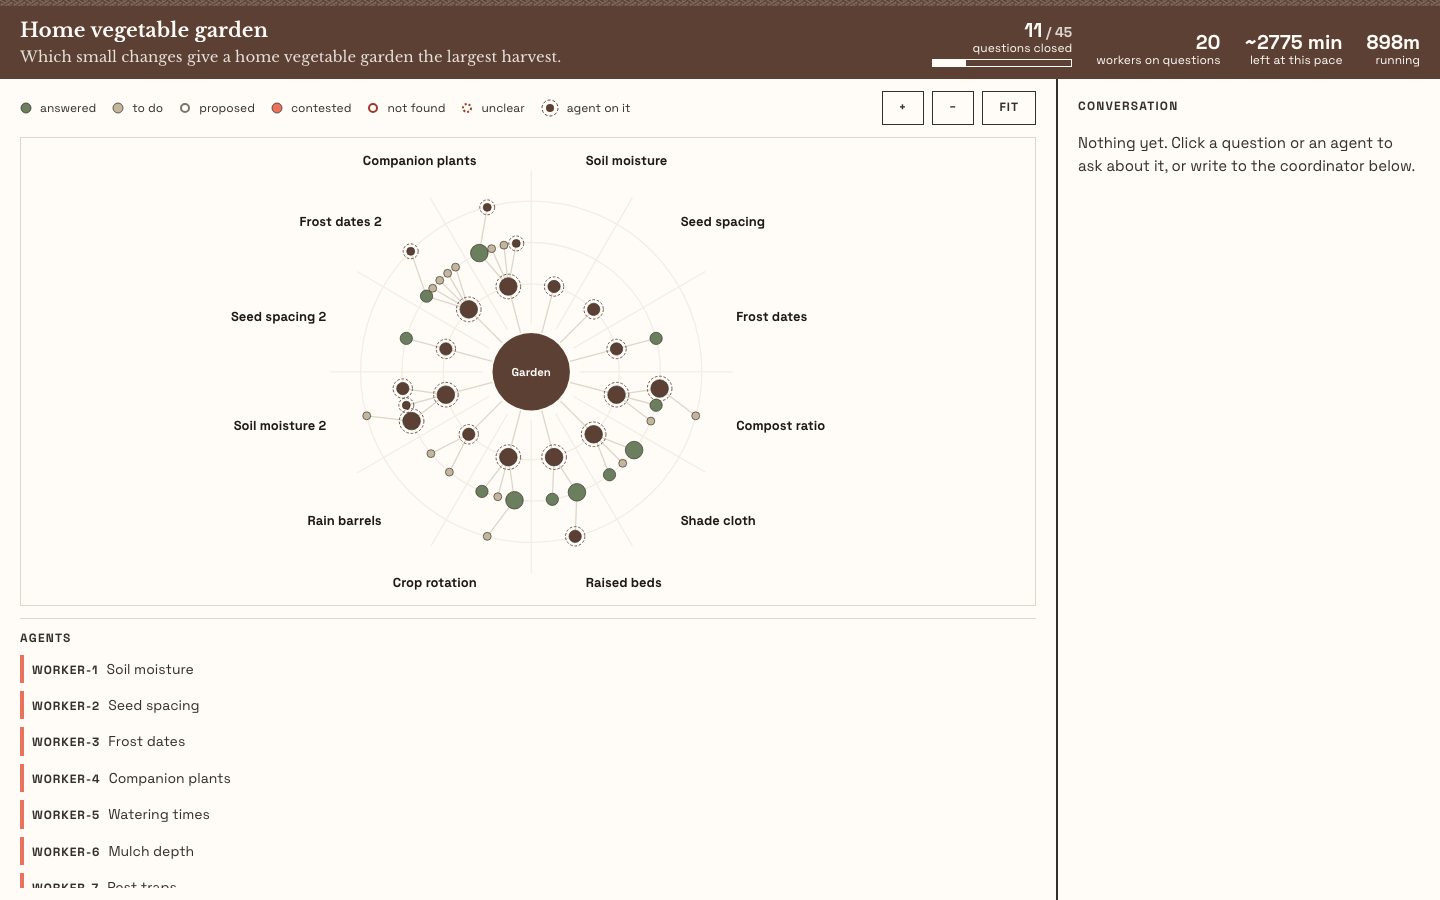 Home vegetable garden
Which small changes give a home vegetable garden the largest harvest.
11 / 45
questions closed
20
workers on questions
~2775 min
left at this pace
898m
running
answered
to do
proposed
contested
not found
unclear
agent on it
+
−
FIT
Companion plants
Soil moisture
Frost dates 2
Seed spacing
Seed spacing 2
Frost dates
Garden
Soil moisture 2
Compost ratio
Rain barrels
Shade cloth
Crop rotation
Raised beds
AGENTS
WORKER-1 Soil moisture
WORKER-2 Seed spacing
WORKER-3 Frost dates
WORKER-4 Companion plants
WORKER-5 Watering times
WORKER-6 Mulch depth
WORKER-7
CONVERSATION
Nothing yet. Click a question or an agent to
ask about it, or write to the coordinator below.